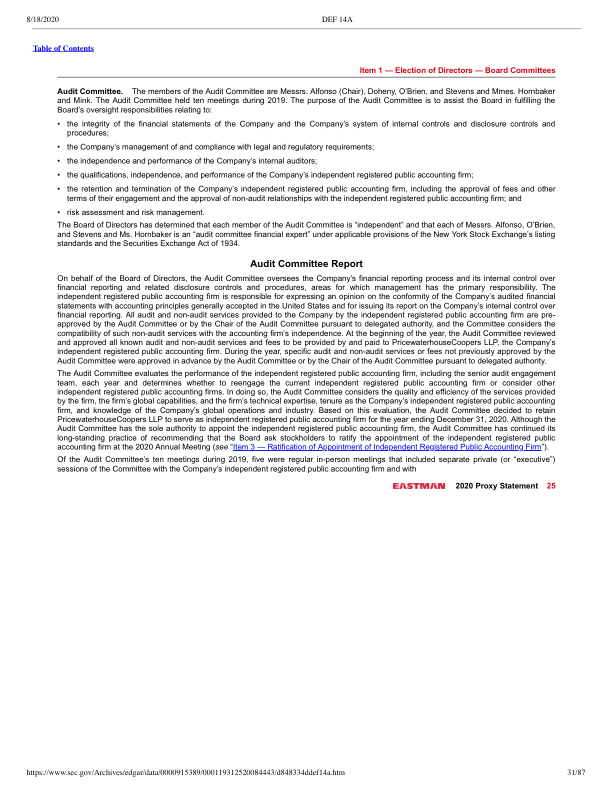 8/18/2020
DEF 14A
Table of Contents
Item 1 — Election of Directors — Board Committees
Audit Committee. The members of the Audit Committee are Messrs. Alfonso (Chair), Doheny, O'Brien, and Stevens and Mmes. Hornbaker
and Mink. The Audit Committee held ten meetings during 2019. The purpose of the Audit Committee is to assist the Board in fulfilling the
Board's oversight responsibilities relating to:
• the integrity of the financial statements of the Company and the Company's system of internal controls and disclosure controls and
procedures;
• the Company's management of and compliance with legal and regulatory requirements;
• the independence and performance of the Company's internal auditors;
• the qualifications, independence, and performance of the Company's independent registered public accounting firm;
• the retention and termination of the Company's independent registered public accounting firm, including the approval of fees and other
terms of their engagement and the approval of non-audit relationships with the independent registered public accounting firm; and
• risk assessment and risk management.
The Board of Directors has determined that each member of the Audit Committee is "independent" and that each of Messrs. Alfonso, O'Brien,
and Stevens and Ms. Hornbaker is an "audit committee financial expert" under applicable provisions of the New York Stock Exchange's listing
standards and the Securities Exchange Act of 1934.
Audit Committee Report
On behalf of the Board of Directors, the Audit Committee oversees the Company's financial reporting process and its internal control over
financial reporting and related disclosure controls and procedures, areas for which management has the primary responsibility. The
independent registered public accounting firm is responsible for expressing an opinion on the conformity of the Company's audited financial
statements with accounting principles generally accepted in the United States and for issuing its report on the Company's internal control over
financial reporting. All audit and non-audit services provided to the Company by the independent registered public accounting firm are pre-
approved by the Audit Committee or by the Chair of the Audit Committee pursuant to delegated authority, and the Committee considers the
compatibility of such non-audit services with the accounting firm's independence. At the beginning of the year, the Audit Committee reviewed
and approved all known audit and non-audit services and fees to be provided by and paid to PricewaterhouseCoopers LLP, the Company's
independent registered public accounting firm. During the year, specific audit and non-audit services or fees not previously approved by the
Audit Committee were approved in advance by the Audit Committee or by the Chair of the Audit Committee pursuant to delegated authority.
The Audit Committee evaluates the performance of the independent registered public accounting firm, including the senior audit engagement
team, each year and determines whether to reengage the current independent registered public accounting firm or consider other
independent registered public accounting firms. In doing so, the Audit Committee considers the quality and efficiency of the services provided
by the firm, the firm's global capabilities, and the firm's technical expertise, tenure as the Company's independent registered public accounting
firm, and knowledge of the Company's global operations and industry. Based on this evaluation, the Audit Committee decided to retain
PricewaterhouseCoopers LLP to serve as independent registered public accounting firm for the year ending December 31, 2020. Although the
Audit Committee has the sole authority to appoint the independent registered public accounting firm, the Audit Committee has continued its
long-standing practice of recommending that the Board ask stockholders to ratify the appointment of the independent registered public
accounting firm at the 2020 Annual Meeting (see "Item 3 — Ratification of Appointment of Independent Registered Public Accounting Firm").
Of the Audit Committee's ten meetings during 2019, five were regular in-person meetings that included separate private (or "executive")
sessions of the Committee with the Company's independent registered public accounting firm and with
EASTMAN 2020 Proxy Statement 25
https://www.sec.gov/Archives/edgar/data/0000915389/000119312520084443/d848334ddef14a.htm
31/87